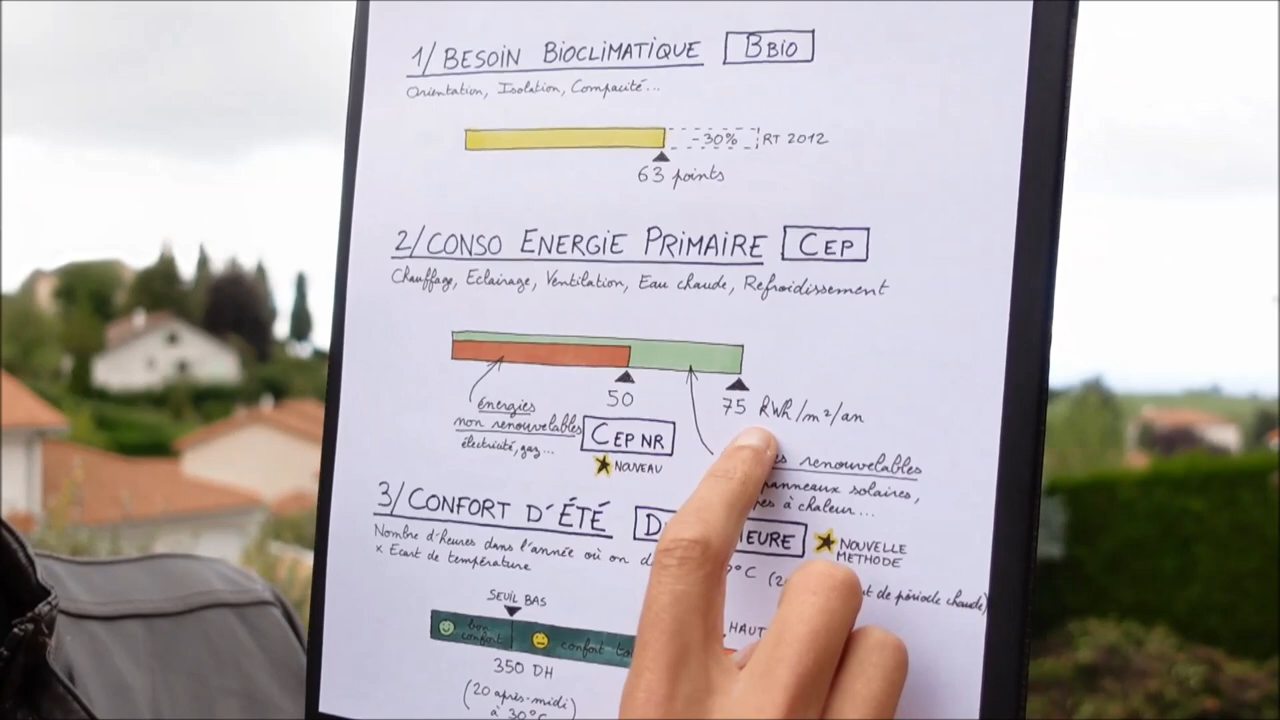 1/ BESOIN BIOCLIMATIQUE BBIO
Orientation, Isolation, Compacité...
-30% RT 2012
63 points
2/ CONSO ENERGIE PRIMAIRE CEP
Chauffage, Eclairage, Ventilation, Eau chaude, Refroidissement
50
75 kWh/m²/an
énergies
non renouvelables
électricité, gaz...
CEP NR
NOUVEAU
renouvelables
panneaux solaires,
à chaleur...
3/ CONFORT D'ÉTÉ
NOUVELLE
METHODE
Nombre d'heures dans l'année où on
°C
de période chaude)
× Ecart de température
SEUIL BAS
HAUT
bon
confort
confort
350 DH
(20 après-midi)
à 30°C